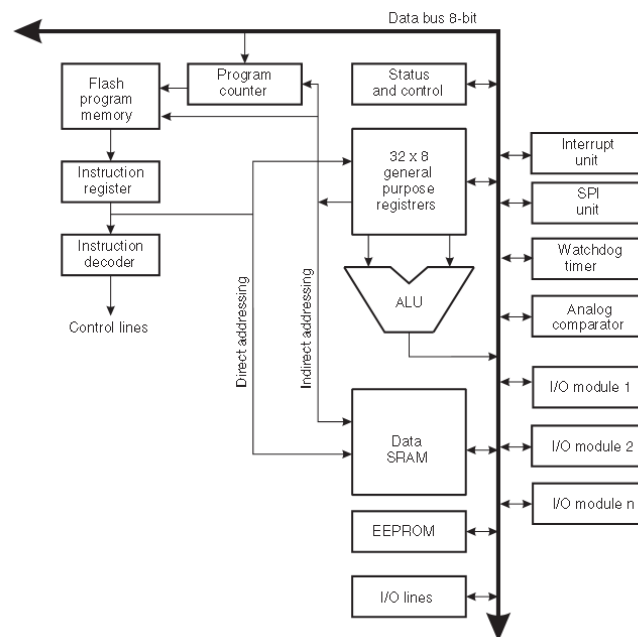 Data bus 8-bit
Flash
program
memory
Program
counter
Instruction
register
Instruction
decoder
Control lines
Direct addressing
Indirect addressing
Status
and control
32 x 8
general
purpose
registrers
ALU
Data
SRAM
EEPROM
I/O lines
Interrupt
unit
SPI
unit
Watchdog
timer
Analog
comparator
I/O module 1
I/O module 2
I/O module n